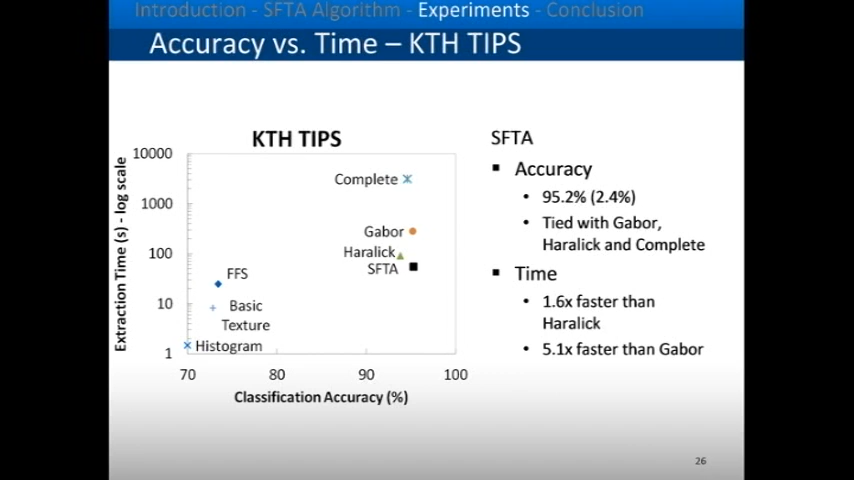 Introduction - SFTA Algorithm - Experiments - Conclusion
Accuracy vs. Time – KTH TIPS
KTH TIPS
10000
1000
100
10
1
Extraction Time (s) - log scale
Complete
Gabor
Haralick
SFTA
FFS
Basic
Texture
Histogram
70 80 90 100
Classification Accuracy (%)
SFTA
▪ Accuracy
• 95.2% (2.4%)
• Tied with Gabor,
Haralick and Complete
▪ Time
• 1.6x faster than
Haralick
• 5.1x faster than Gabor
26